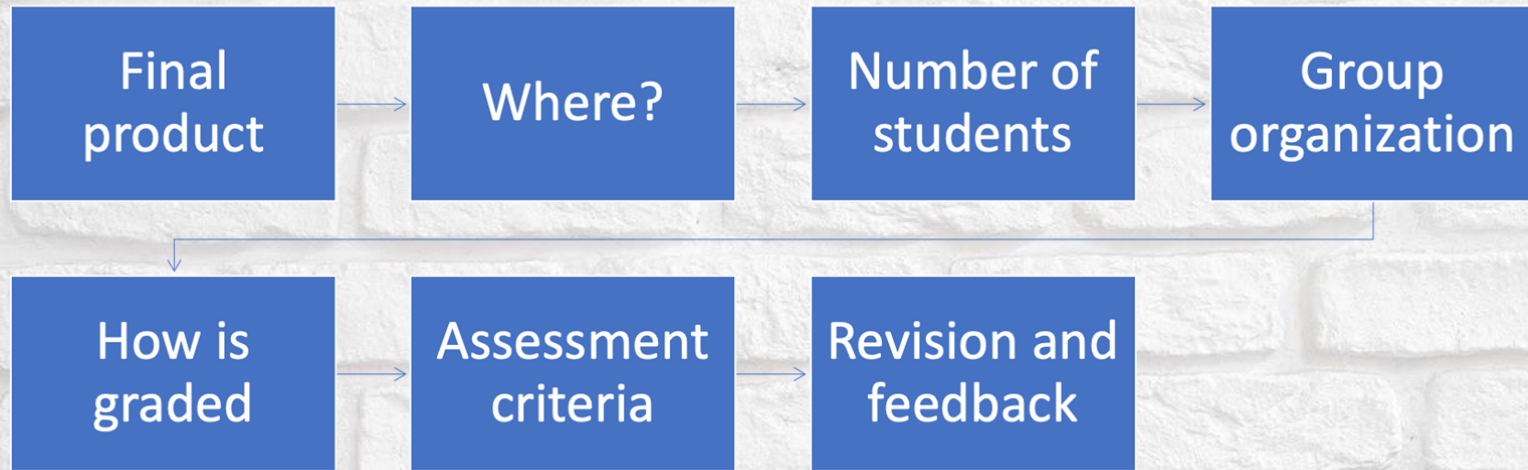 Final
product
Where?
Number of
students
Group
organization
How is
graded
Assessment
criteria
Revision and
feedback